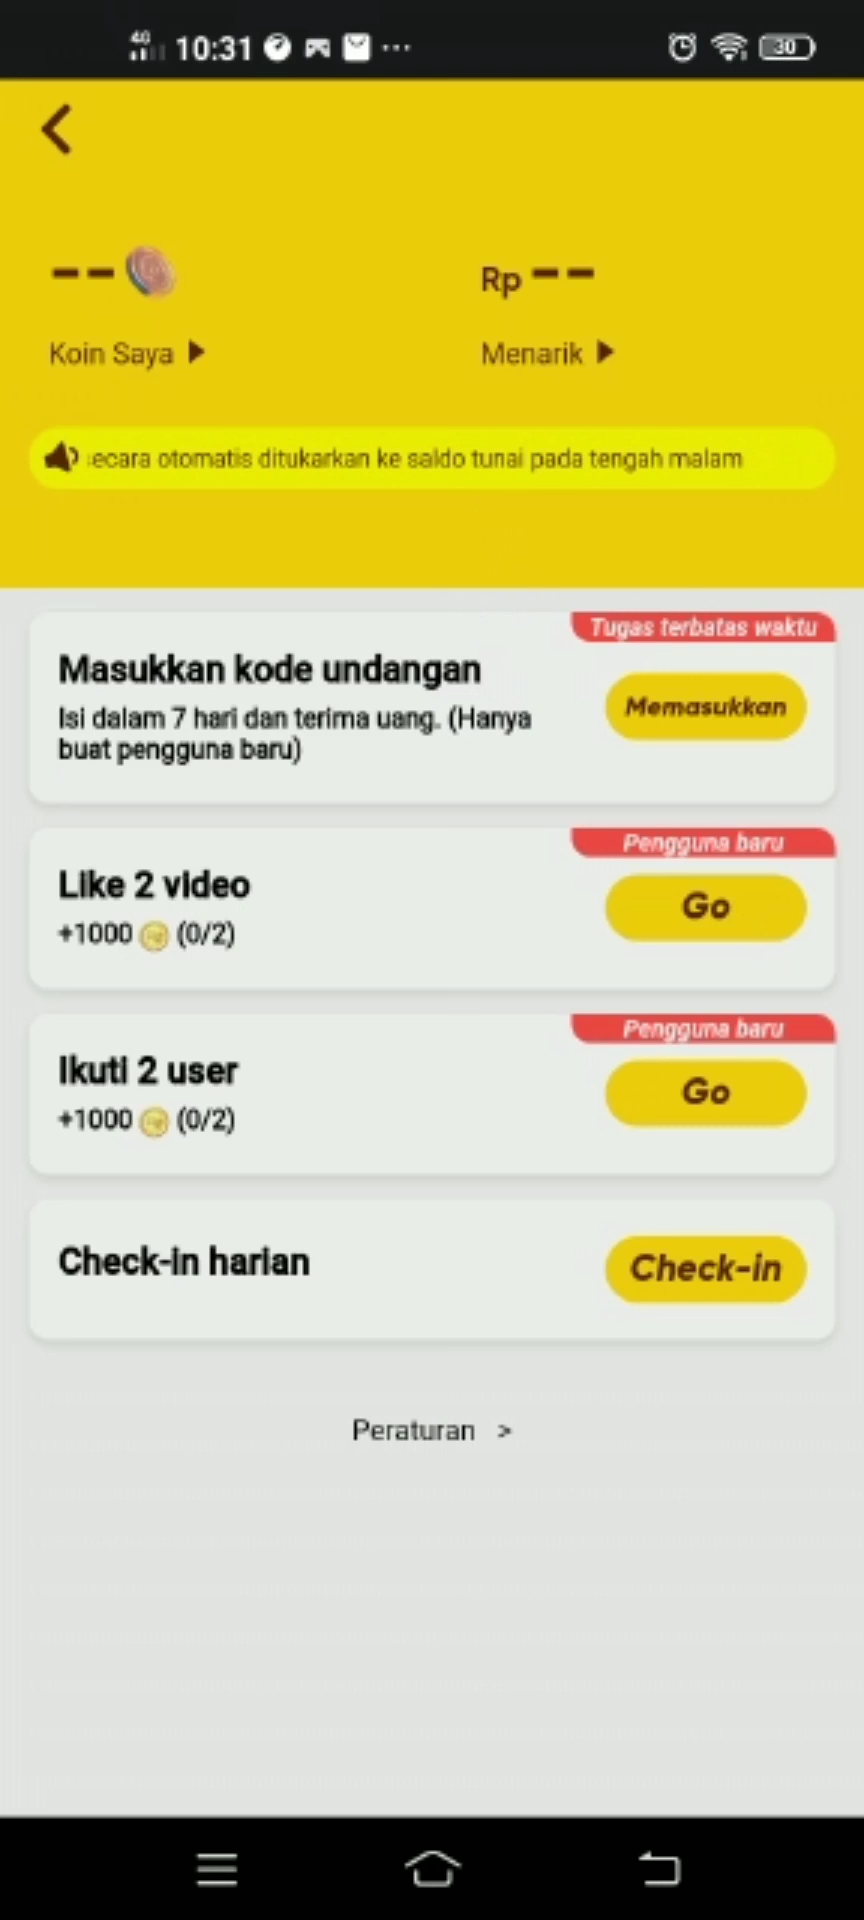 4G 10:31 30
-- Rp --
Koin Saya Menarik
ecara otomatis ditukarkan ke saldo tunai pada tengah malam
Tugas terbatas waktu
Masukkan kode undangan
Memasukkan
Isi dalam 7 hari dan terima uang. (Hanya
buat pengguna baru)
Pengguna baru
Like 2 video
Go
+1000 (0/2)
Pengguna baru
Ikuti 2 user
Go
+1000 (0/2)
Check-in harian
Check-in
Peraturan >